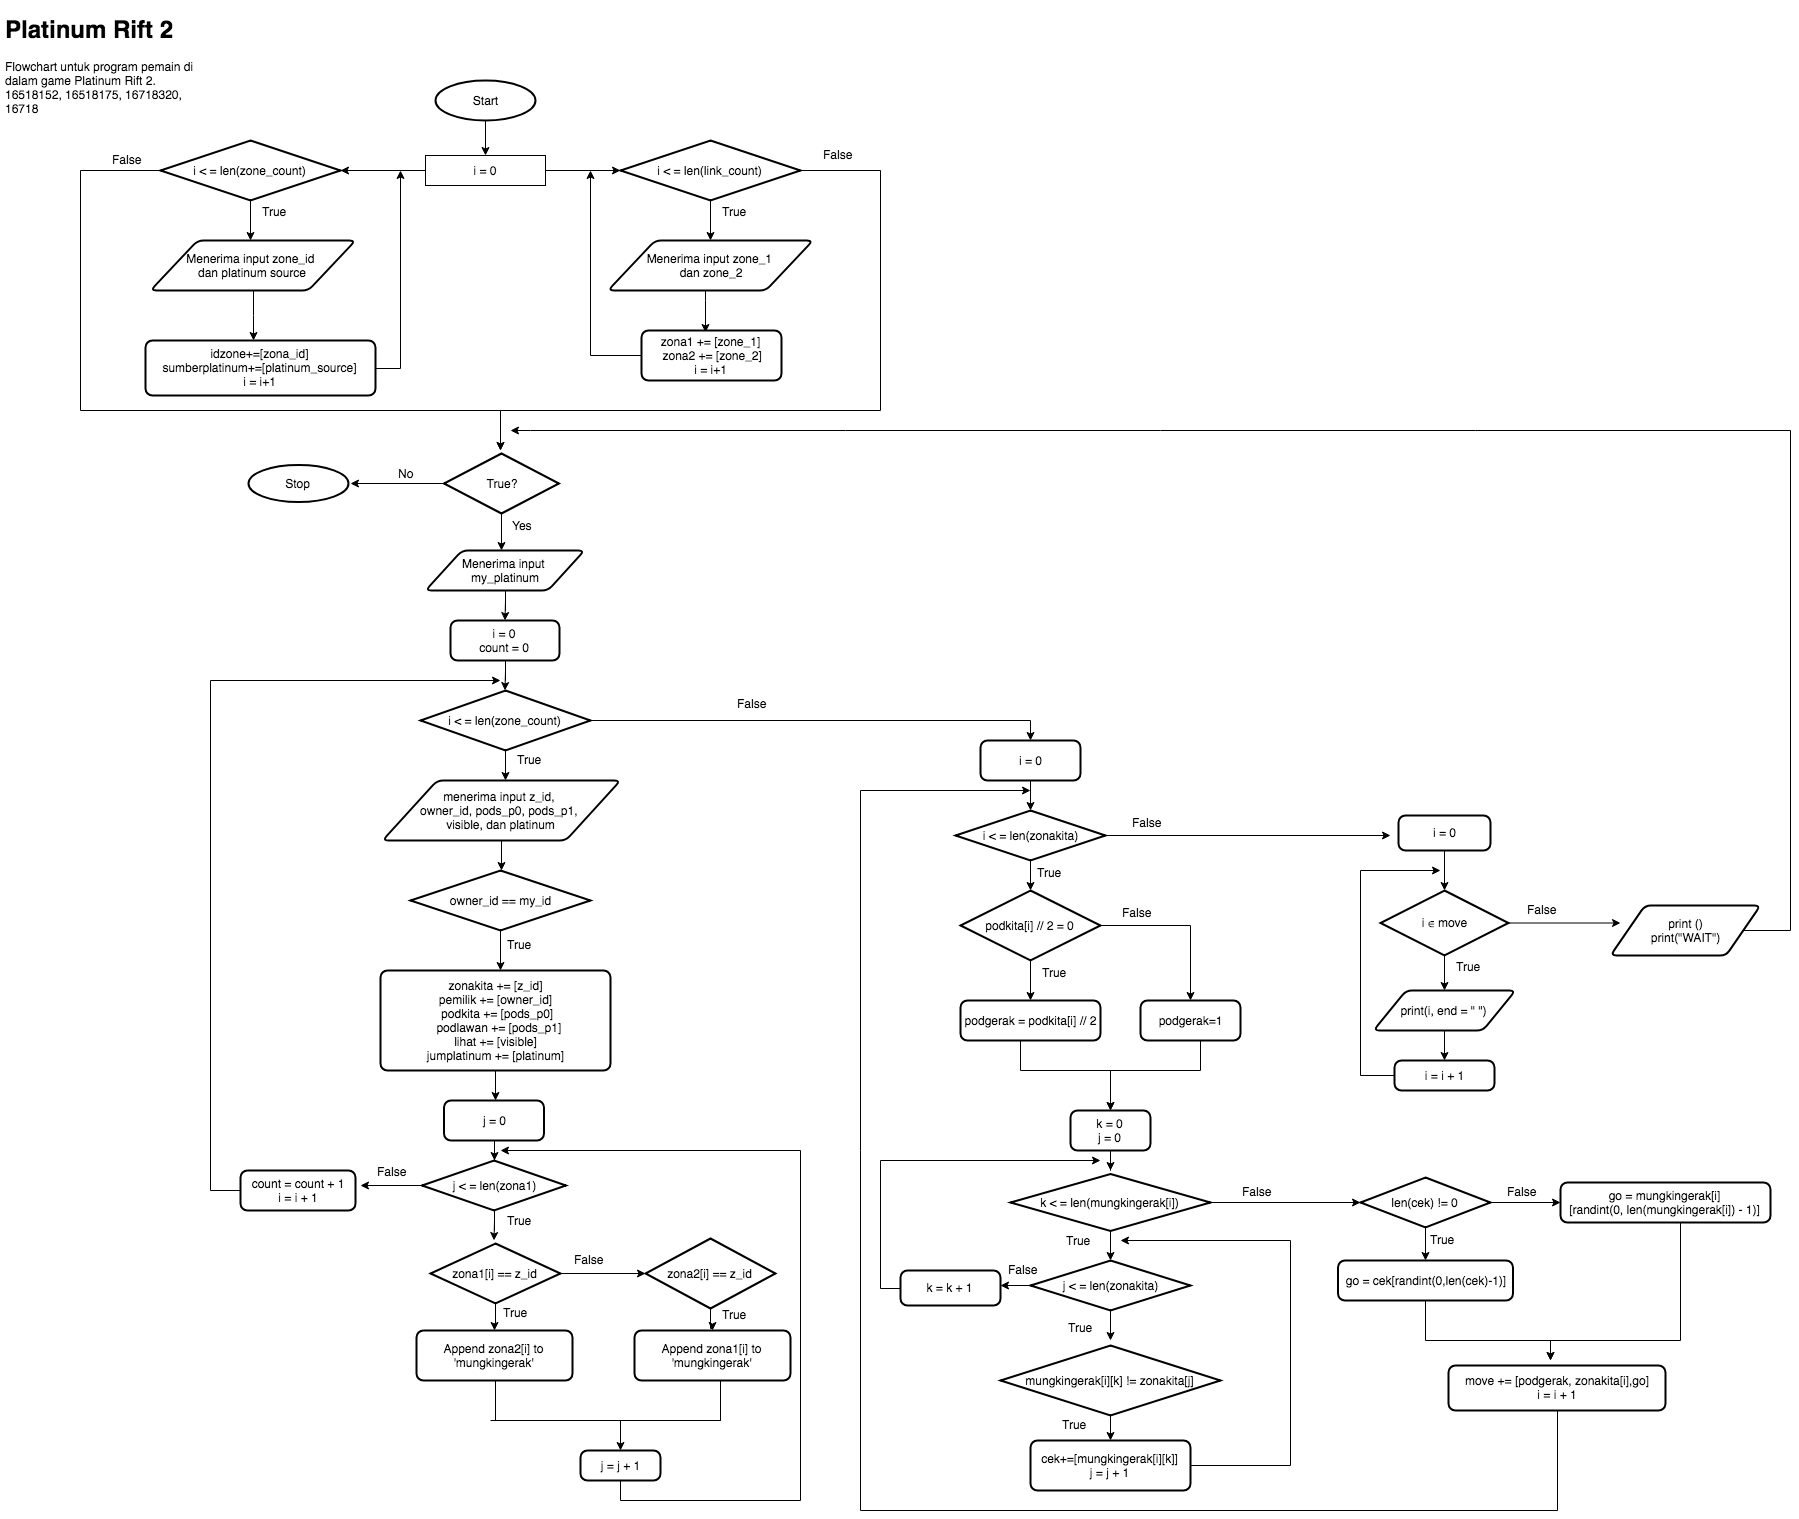 Platinum Rift 2
Flowchart untuk program pemain di
dalam game Platinum Rift 2.
16518152, 16518175, 16718320,
16718
Start
i = 0
False
i < = len(zone_count)
True
Menerima input zone_id
dan platinum source
idzone+=[zona_id]
sumberplatinum+=[platinum_source]
i = i+1
i < = len(link_count)
False
True
Menerima input zone_1
dan zone_2
zona1 += [zone_1]
zona2 += [zone_2]
i = i+1
True?
No
Stop
Yes
Menerima input
my_platinum
i = 0
count = 0
i < = len(zone_count)
False
True
menerima input z_id,
owner_id, pods_p0, pods_p1,
visible, dan platinum
owner_id == my_id
True
zonakita += [z_id]
pemilik += [owner_id]
podkita += [pods_p0]
podlawan += [pods_p1]
lihat += [visible]
jumplatinum += [platinum]
j = 0
j < = len(zona1)
False
count = count + 1
i = i + 1
True
zona1[i] == z_id
False
zona2[i] == z_id
True
True
Append zona2[i] to
'mungkingerak'
Append zona1[i] to
'mungkingerak'
j = j + 1
i = 0
i < = len(zonakita)
False
True
podkita[i] // 2 = 0
False
True
podgerak = podkita[i] // 2
podgerak=1
k = 0
j = 0
k < = len(mungkingerak[i])
False
True
j < = len(zonakita)
False
k = k + 1
True
mungkingerak[i][k] != zonakita[j]
True
cek+=[mungkingerak[i][k]]
j = j + 1
len(cek) != 0
False
go = mungkingerak[i]
[randint(0, len(mungkingerak[i]) - 1)]
True
go = cek[randint(0,len(cek)-1)]
move += [podgerak, zonakita[i],go]
i = i + 1
i = 0
i ∈ move
False
print ()
print("WAIT")
True
print(i, end = " ")
i = i + 1